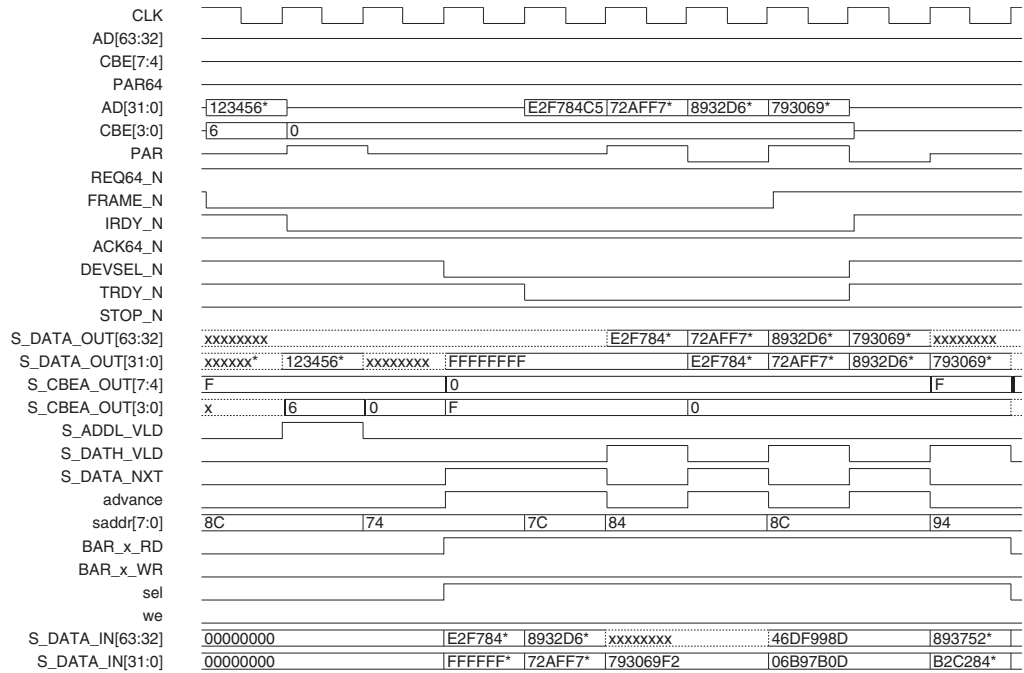 CLK
AD[63:32]
CBE[7:4]
PAR64
AD[31:0] 123456* E2F784C5 72AFF7* 8932D6* 793069*
CBE[3:0] 6 0
PAR
REQ64_N
FRAME_N
IRDY_N
ACK64_N
DEVSEL_N
TRDY_N
STOP_N
S_DATA_OUT[63:32] xxxxxxxx E2F784* 72AFF7* 8932D6* 793069* xxxxxxxx
S_DATA_OUT[31:0] xxxxxx* 123456* xxxxxxxx FFFFFFFF E2F784* 72AFF7* 8932D6* 793069*
S_CBEA_OUT[7:4] F 0 F
S_CBEA_OUT[3:0] x 6 0 F 0
S_ADDL_VLD
S_DATH_VLD
S_DATA_NXT
advance
saddr[7:0] 8C 74 7C 84 8C 94
BAR_x_RD
BAR_x_WR
sel
we
S_DATA_IN[63:32] 00000000 E2F784* 8932D6* xxxxxxxx 46DF998D 893752*
S_DATA_IN[31:0] 00000000 FFFFFF* 72AFF7* 793069F2 06B97B0D B2C284*